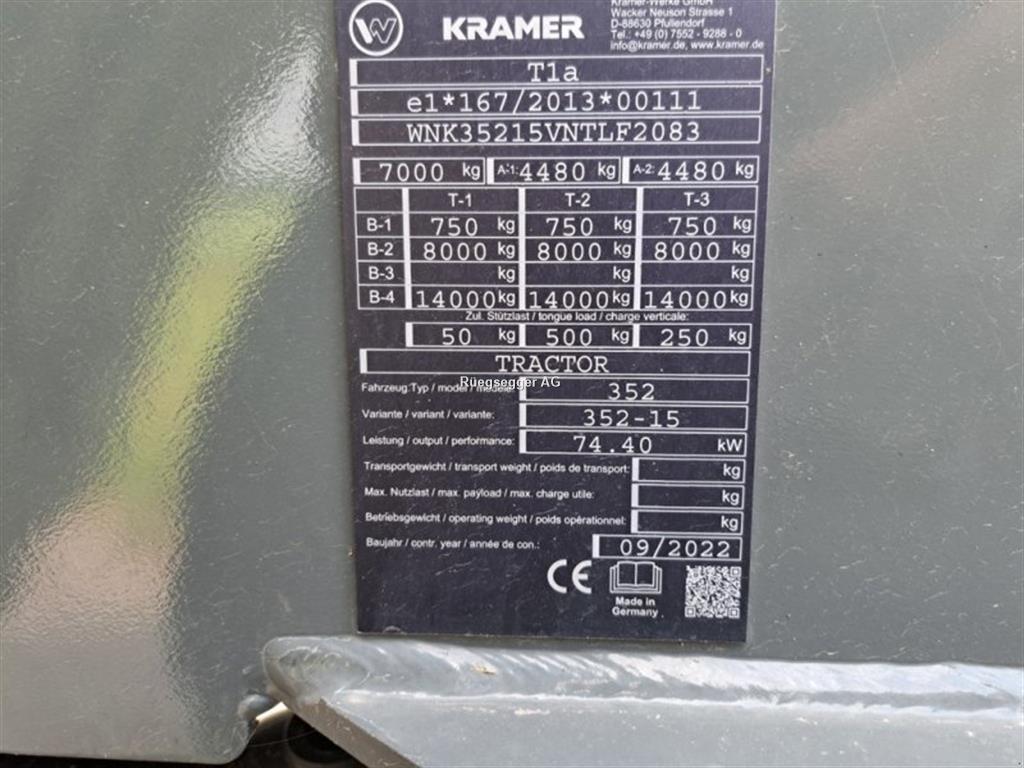 Kramer-Werke GmbH
Wacker Neuson Strasse 1
D-88630 Pfullendorf
Tel.: +49 (0) 7552 - 9288 - 0
info@kramer.de, www.kramer.de
W KRAMER
T1a
e1*167/2013*00111
WNK35215VNTLF2083
7000 kg A-1: 4480 kg A-2: 4480 kg
T-1 T-2 T-3
B-1 750 kg 750 kg 750 kg
B-2 8000 kg 8000 kg 8000 kg
B-3 kg kg kg
B-4 14000 kg 14000 kg 14000 kg
Zul. Stützlast / tongue load / charge verticale:
50 kg 500 kg 250 kg
TRACTOR
Rüegsegger AG
Fahrzeug:Typ / model / modele: 352
Variante / variant / variante: 352-15
Leistung / output / performance: 74.40 kW
Transportgewicht / transport weight / poids de transport: kg
Max. Nutzlast / max. payload / max. charge utile: kg
Betriebsgewicht / operating weight / poids opérationnel: kg
Baujahr / contr. year / année de con.: 09/2022
CE
Made in
Germany